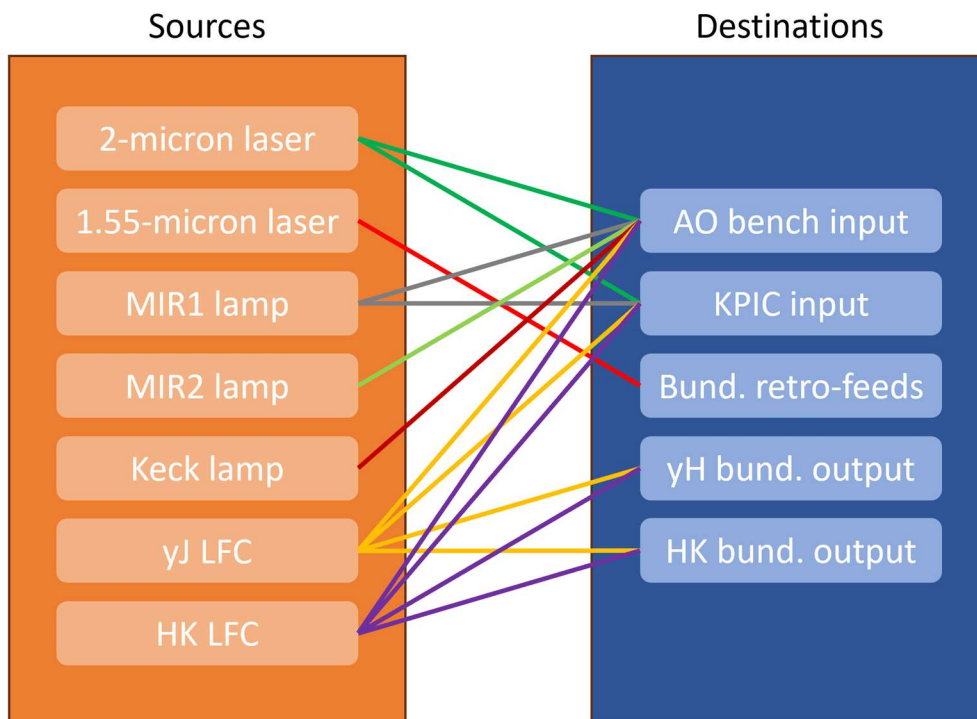 Sources
Destinations
2-micron laser
1.55-micron laser
MIR1 lamp
MIR2 lamp
Keck lamp
yJ LFC
HK LFC
AO bench input
KPIC input
Bund. retro-feeds
yH bund. output
HK bund. output